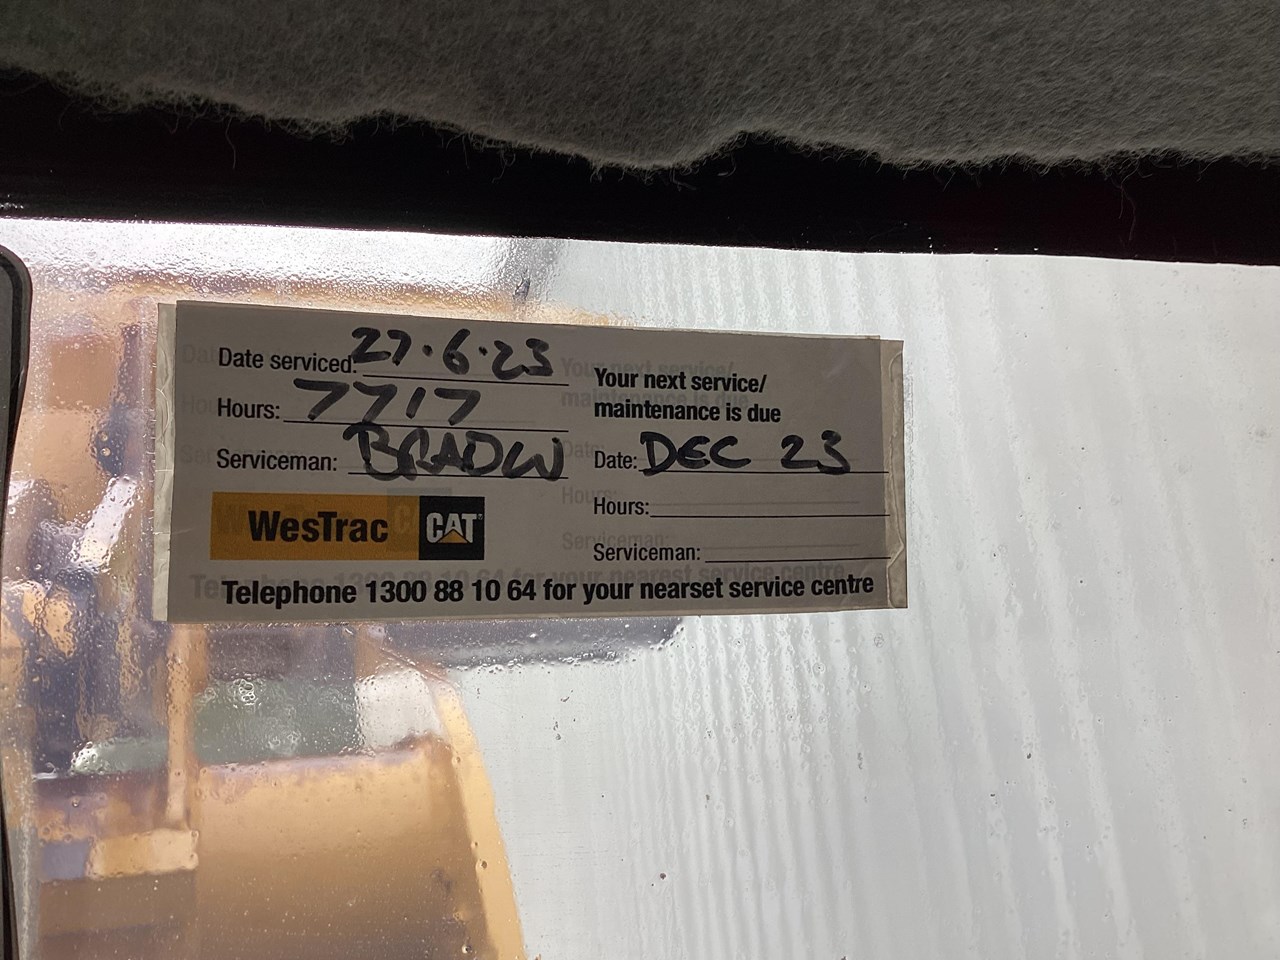 Date serviced: 27.6.23
Hours: 7717
Serviceman: BRADW
WesTrac CAT
Your next service/
maintenance is due
Date: DEC 23
Hours:
Serviceman:
Telephone 1300 88 10 64 for your nearset service centre